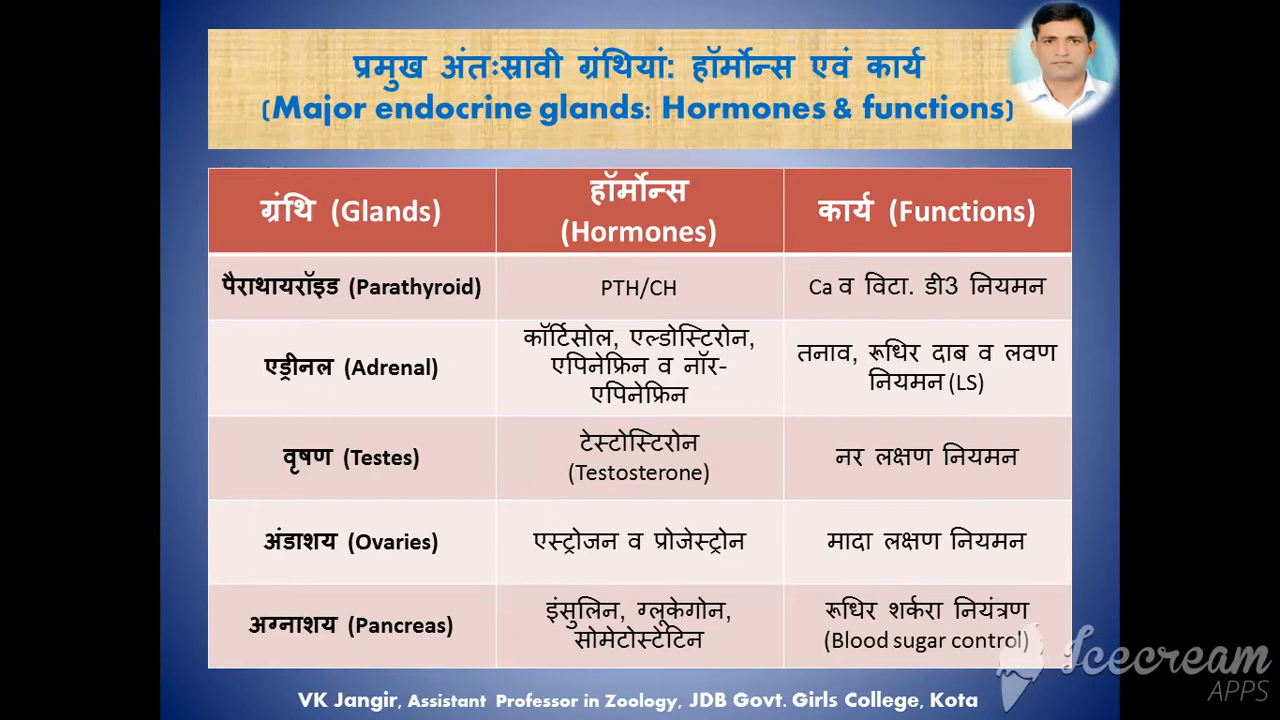 प्रमुख अंतःस्रावी ग्रंथियां: हॉर्मोन्स एवं कार्य
(Major endocrine glands: Hormones & functions)
ग्रंथि (Glands)
हॉर्मोन्स
(Hormones)
कार्य (Functions)
पैराथायरॉइड (Parathyroid)
PTH/CH
Ca व विटा. डी3 नियमन
एड्रीनल (Adrenal)
कॉर्टिसोल, एल्डोस्टिरोन,
एपिनेफ्रिन व नॉर-
एपिनेफ्रिन
तनाव, रूधिर दाब व लवण
नियमन (LS)
वृषण (Testes)
टेस्टोस्टिरोन
(Testosterone)
नर लक्षण नियमन
अंडाशय (Ovaries)
एस्ट्रोजन व प्रोजेस्ट्रोन
मादा लक्षण नियमन
अग्नाशय (Pancreas)
इंसुलिन, ग्लूकेगोन,
सोमेटोस्टेटिन
रूधिर शर्करा नियंत्रण
(Blood sugar control)
Icecream
APPS
VK Jangir, Assistant Professor in Zoology, JDB Govt. Girls College, Kota